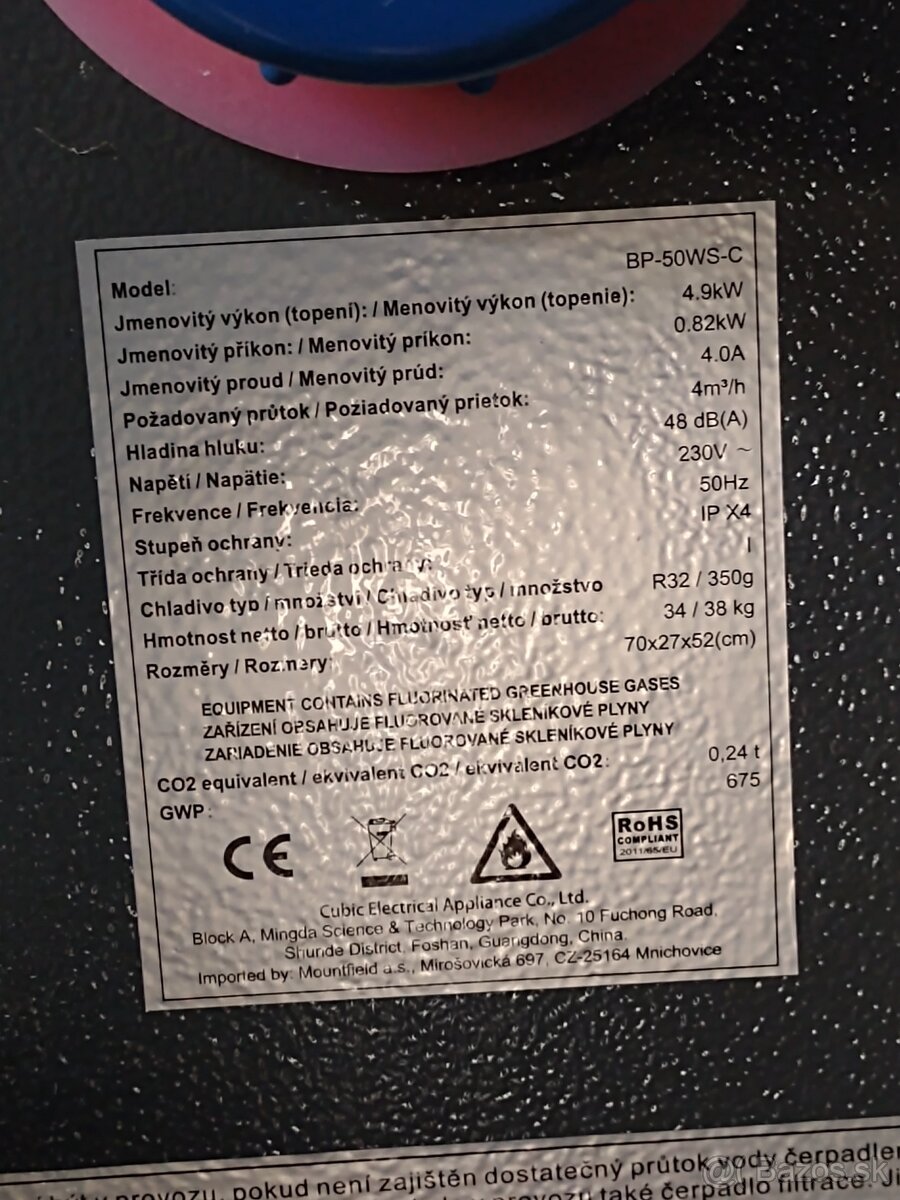 Model: BP-50WS-C
Jmenovitý výkon (topení): / Menovitý výkon (topenie): 4.9kW
Jmenovitý příkon: / Menovitý príkon: 0.82kW
Jmenovitý proud / Menovitý prúd: 4.0A
Požadovaný průtok / Poziadovaný prietok: 4m³/h
Hladina hluku: 48 dB(A)
Napětí / Napätie: 230V ~
Frekvence / Frekvencia: 50Hz
Stupeň ochrany: IP X4
Třída ochrany / Trieda ochrany: I
Chladivo typ / množství / Chladivo typ / množstvo R32 / 350g
Hmotnost netto / brutto / Hmotnosť netto / brutto: 34 / 38 kg
Rozměry / Rozmery: 70x27x52(cm)
EQUIPMENT CONTAINS FLUORINATED GREENHOUSE GASES
ZAŘÍZENÍ OBSAHUJE FLUOROVANÉ SKLENÍKOVÉ PLYNY
ZARIADENIE OBSAHUJE FLUOROVANÉ SKLENÍKOVÉ PLYNY
CO2 equivalent / ekvivalent CO2 / ekvivalent CO2: 0,24 t
GWP: 675
CE
RoHS
COMPLIANT
2011/65/EU
Cubic Electrical Appliance Co., Ltd.
Block A, Mingda Science & Technology Park, No. 10 Fuchong Road,
Shunde District, Foshan, Guangdong, China.
Imported by: Mountfield a.s., Mirošovická 697, CZ-25164 Mnichovice
provozu, pokud není zajištěn dostatečný průtok vody čerpadlem
provozu také čerpadlo filtrace.
Bazos.sk